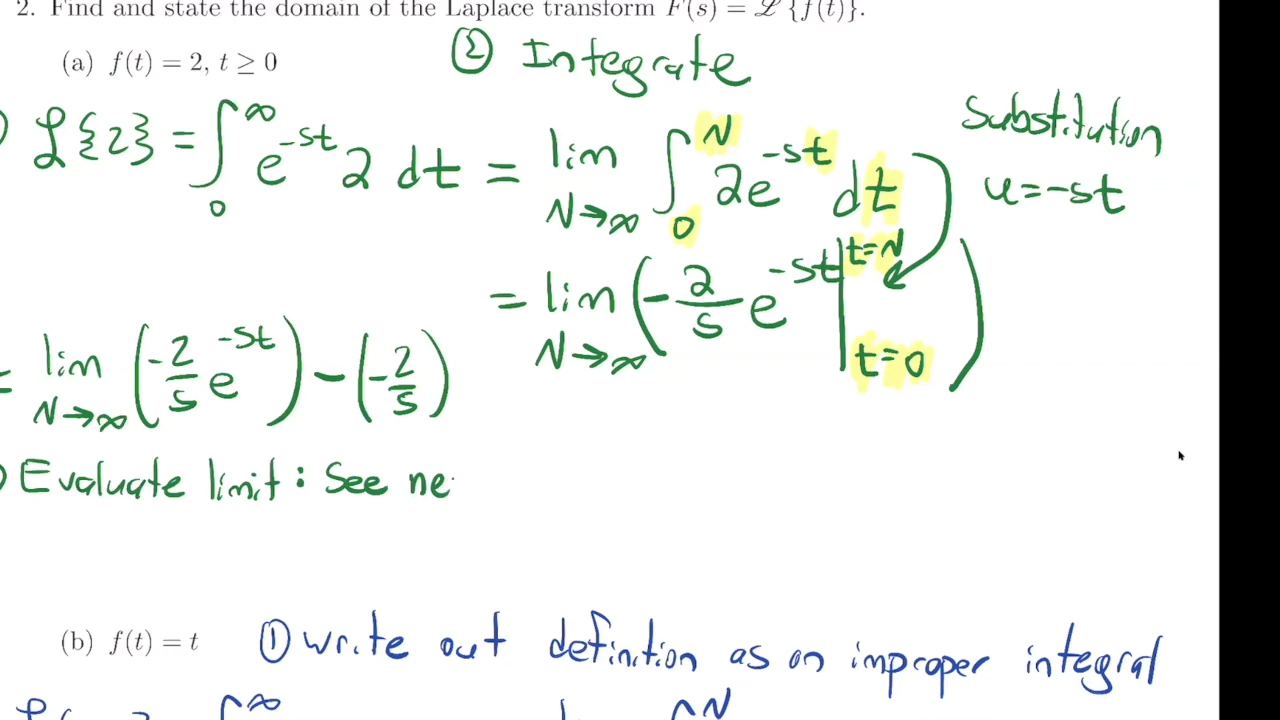 2. Find and state the domain of the Laplace transform F(s) = ℒ {f(t)}.
(a) f(t) = 2, t ≥ 0
② Integrate
) ℒ{2} = ∫₀^∞ e^{-st} 2 dt = lim_{N→∞} ∫₀^N 2e^{-st} dt
Substitution
u = -st
= lim_{N→∞} ( -2/s e^{-st} |_{t=0}^{t=N} )
= lim_{N→∞} ( -2/s e^{-st} ) - ( -2/s )
) Evaluate limit: See ne
(b) f(t) = t ① write out definition as an improper integral